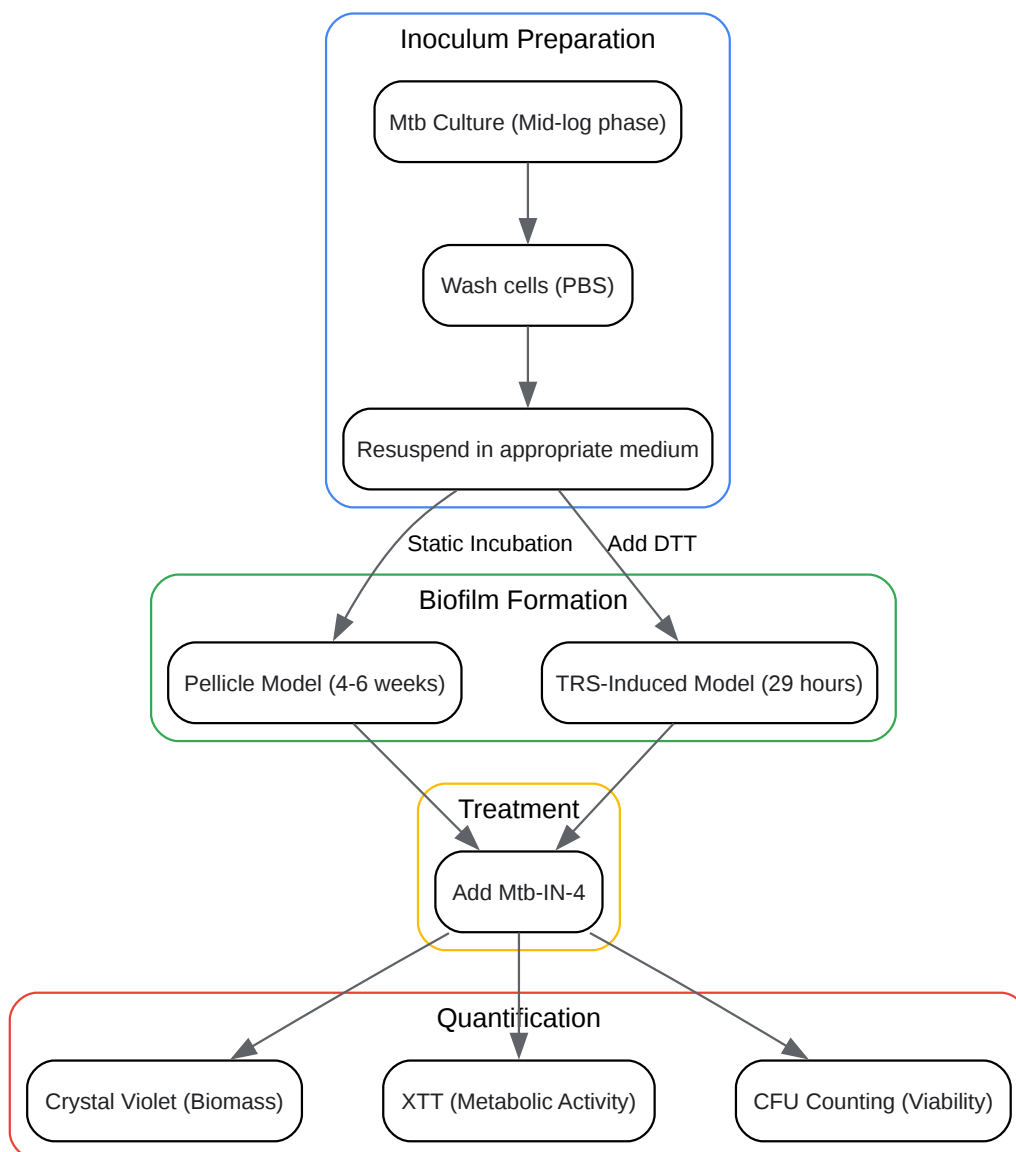 Inoculum Preparation
Mtb Culture (Mid-log phase)
Wash cells (PBS)
Resuspend in appropriate medium
Static Incubation
Add DTT
Biofilm Formation
Pellicle Model (4-6 weeks)
TRS-Induced Model (29 hours)
Treatment
Add Mtb-IN-4
Quantification
Crystal Violet (Biomass)
XTT (Metabolic Activity)
CFU Counting (Viability)